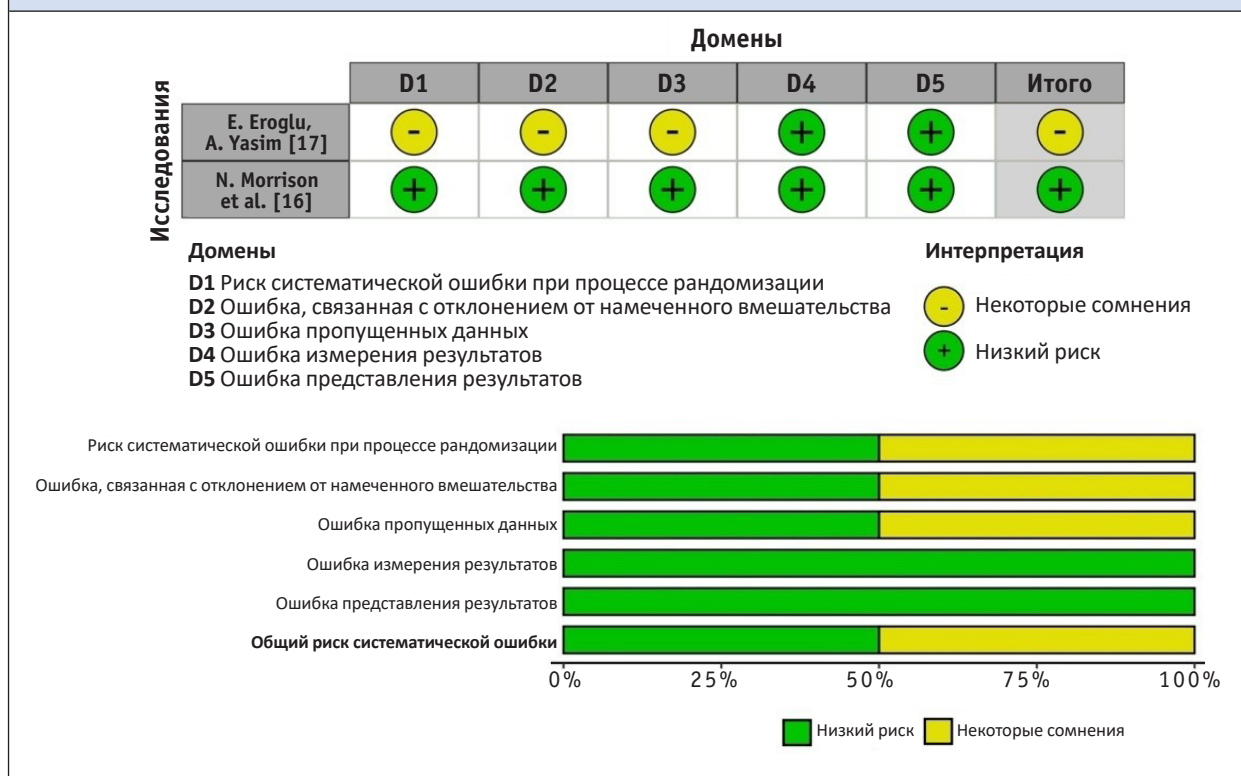 Домены
Исследования
D1 D2 D3 D4 D5 Итого
E. Eroglu,
A. Yasim [17]
- - - + + -
N. Morrison
et al. [16]
+ + + + + +
Домены
D1 Риск систематической ошибки при процессе рандомизации
D2 Ошибка, связанная с отклонением от намеченного вмешательства
D3 Ошибка пропущенных данных
D4 Ошибка измерения результатов
D5 Ошибка представления результатов
Интерпретация
- Некоторые сомнения
+ Низкий риск
Риск систематической ошибки при процессе рандомизации
Ошибка, связанная с отклонением от намеченного вмешательства
Ошибка пропущенных данных
Ошибка измерения результатов
Ошибка представления результатов
Общий риск систематической ошибки
0% 25% 50% 75% 100%
Низкий риск Некоторые сомнения